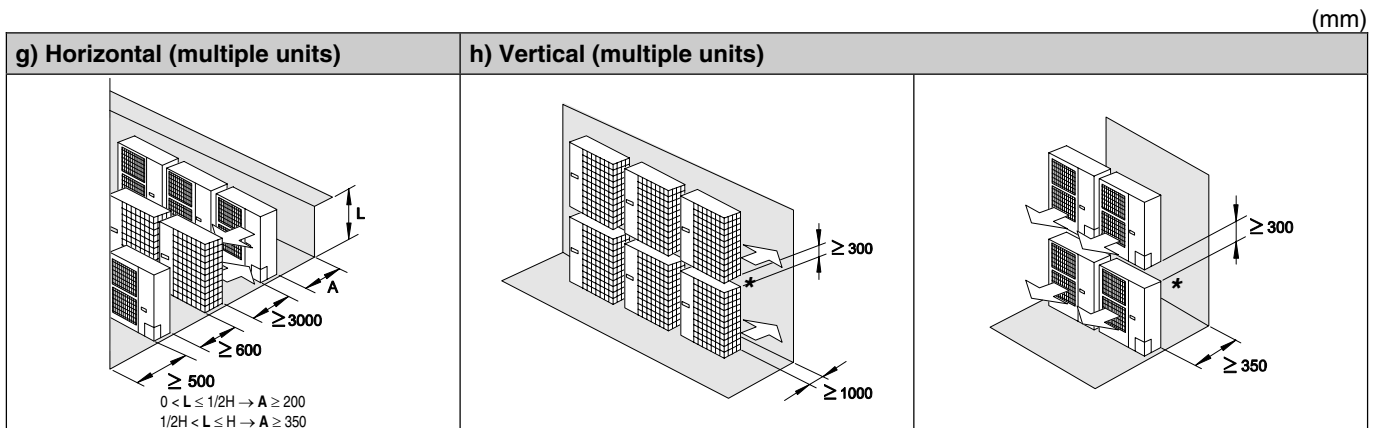 (mm)
g) Horizontal (multiple units)
h) Vertical (multiple units)
L
A
≥ 3000
≥ 600
≥ 500
0 < L ≤ 1/2H → A ≥ 200
1/2H < L ≤ H → A ≥ 350
≥ 300
*
≥ 1000
≥ 300
*
≥ 350